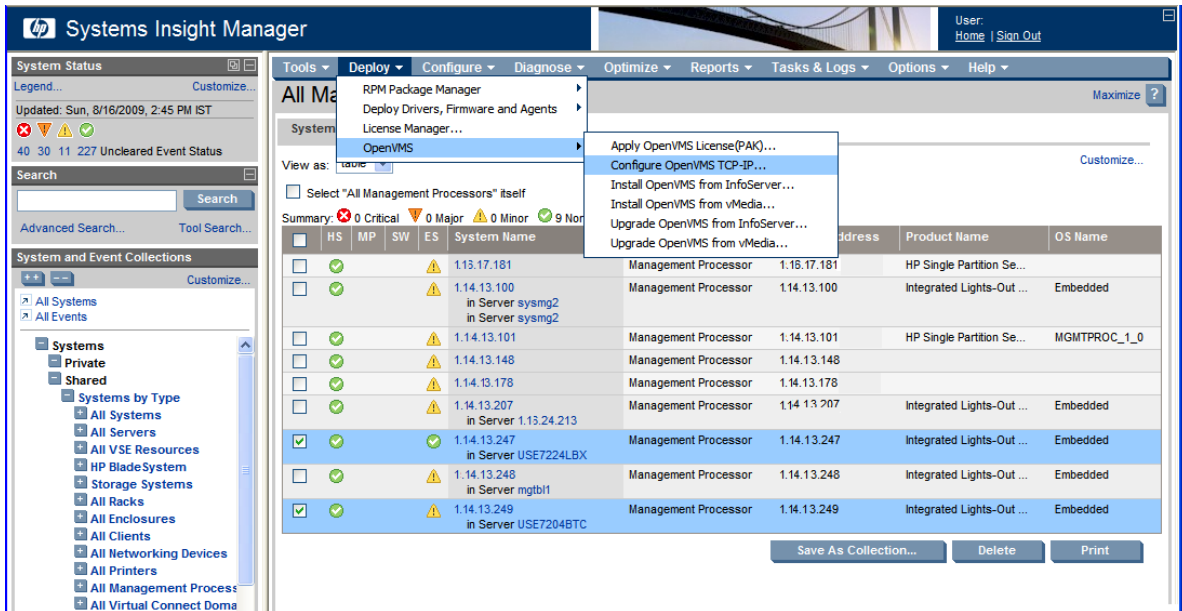 hp Systems Insight Manager
User:
Home | Sign Out
System Status
Legend... Customize...
Updated: Sun, 8/16/2009, 2:45 PM IST
40 30 11 227 Uncleared Event Status
Search
Search
Advanced Search... Tool Search...
System and Event Collections
++ -- Customize...
All Systems
All Events
Systems
Private
Shared
Systems by Type
All Systems
All Servers
All VSE Resources
HP BladeSystem
Storage Systems
All Racks
All Enclosures
All Clients
All Networking Devices
All Printers
All Management Process
All Virtual Connect Doma
Tools Deploy Configure Diagnose Optimize Reports Tasks & Logs Options Help
All Ma
Maximize ?
RPM Package Manager
Deploy Drivers, Firmware and Agents
License Manager...
OpenVMS
Apply OpenVMS License(PAK)...
Configure OpenVMS TCP-IP...
Install OpenVMS from InfoServer...
Install OpenVMS from vMedia...
Upgrade OpenVMS from InfoServer...
Upgrade OpenVMS from vMedia...
System
View as: table
Customize...
Select "All Management Processors" itself
Summary: 0 Critical 0 Major 0 Minor 9 Nor
HS MP SW ES System Name ddress Product Name OS Name
1.16.17.181 Management Processor 1.16.17.181 HP Single Partition Se...
1.14.13.100 Management Processor 1.14.13.100 Integrated Lights-Out ... Embedded
in Server sysmg2
in Server sysmg2
1.14.13.101 Management Processor 1.14.13.101 HP Single Partition Se... MGMTPROC_1_0
1.14.13.148 Management Processor 1.14.13.148
1.14.13.178 Management Processor 1.14.13.178
1.14.13.207 Management Processor 1.14.13.207 Integrated Lights-Out ... Embedded
in Server 1.16.24.213
1.14.13.247 Management Processor 1.14.13.247 Integrated Lights-Out ... Embedded
in Server USE7224LBX
1.14.13.248 Management Processor 1.14.13.248 Integrated Lights-Out ... Embedded
in Server mgtbl1
1.14.13.249 Management Processor 1.14.13.249 Integrated Lights-Out ... Embedded
in Server USE7204BTC
Save As Collection... Delete Print